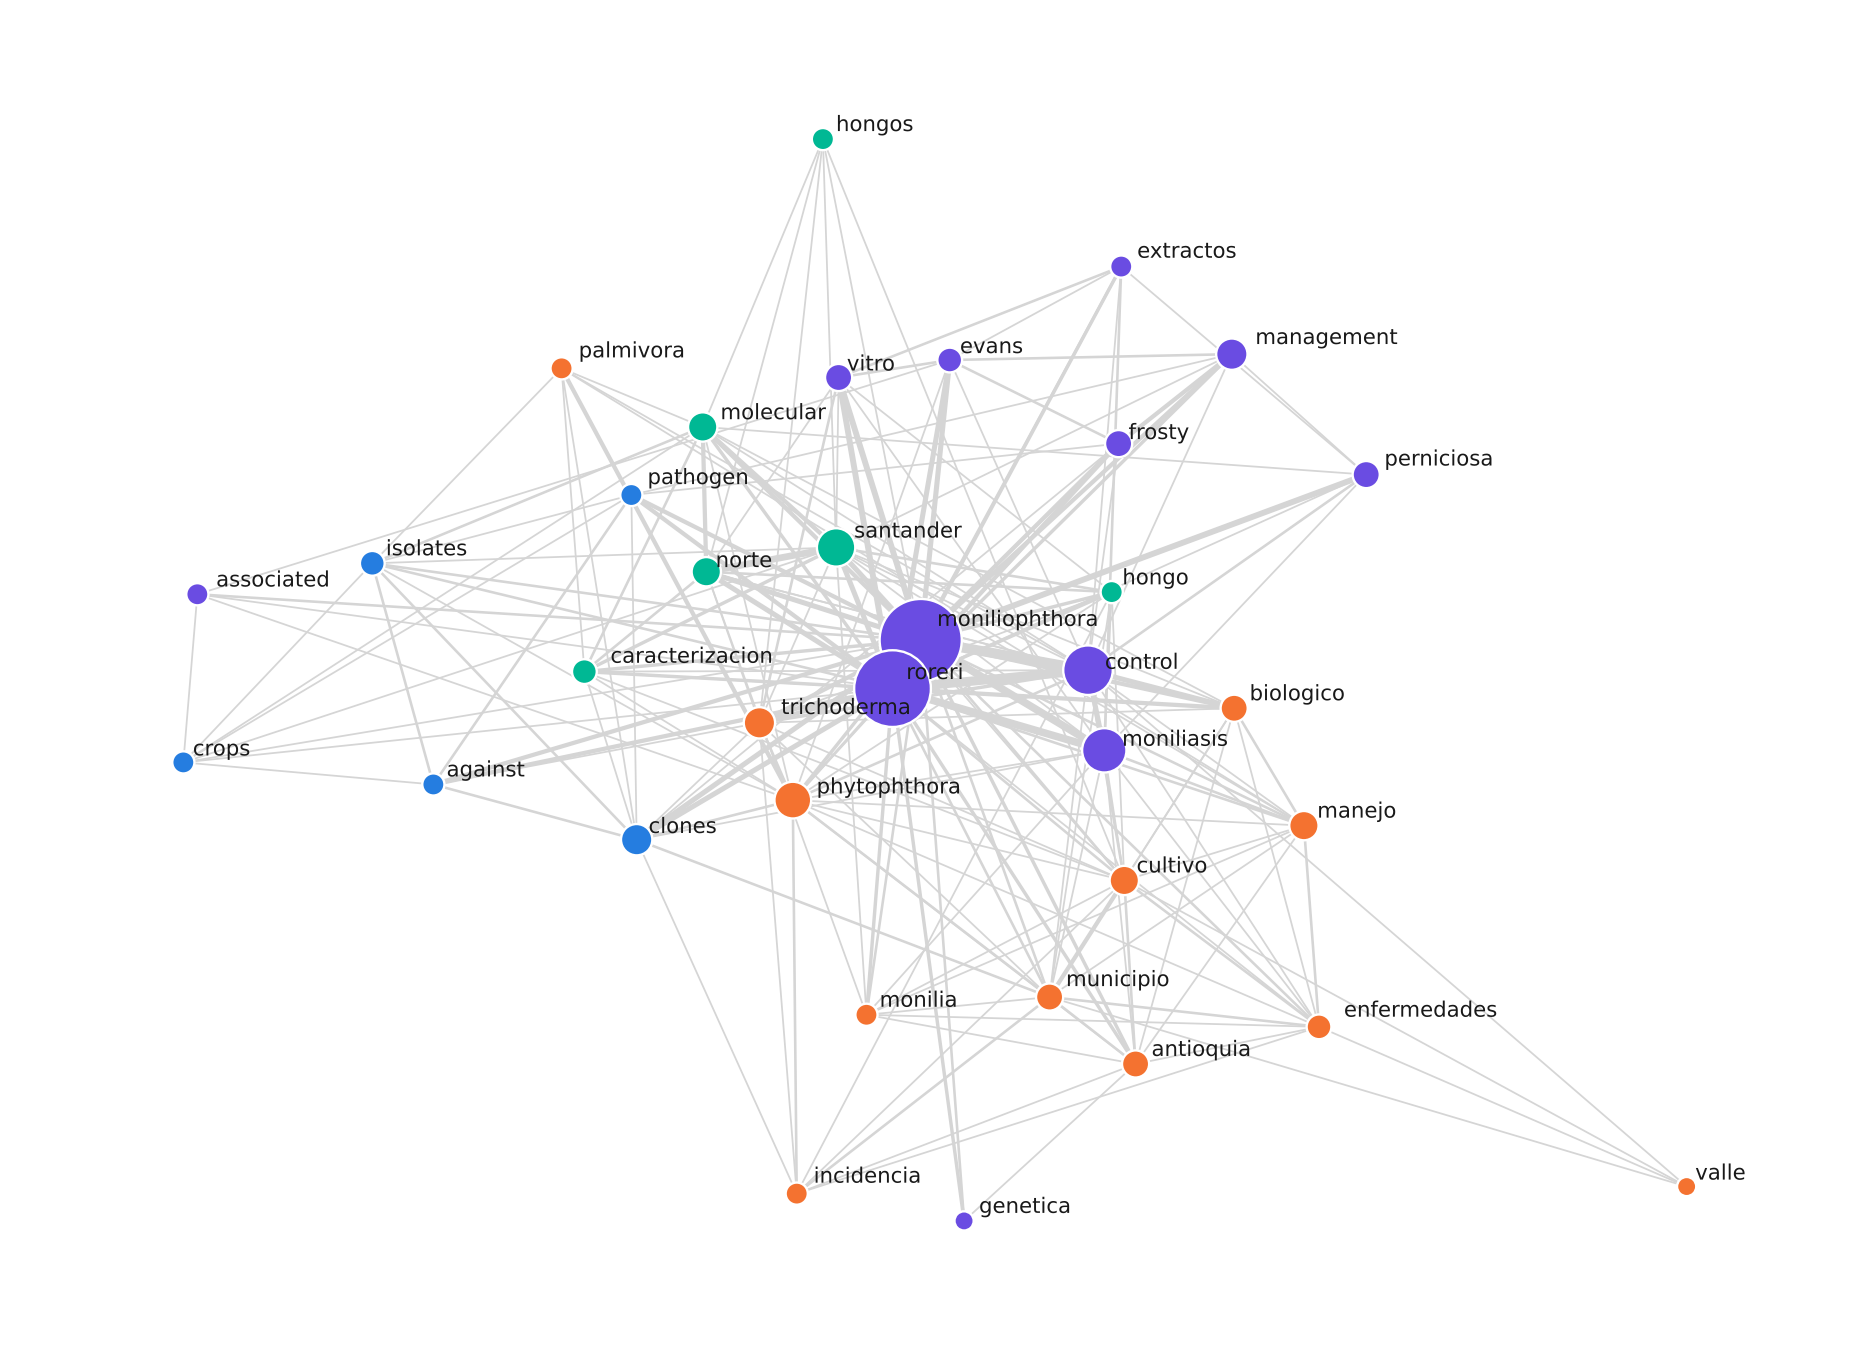 hongos
extractos
management
evans
palmivora
vitro
molecular
frosty
perniciosa
pathogen
santander
isolates
norte
associated
hongo
moniliophthora
caracterizacion
control
roreri
biologico
trichoderma
moniliasis
crops
against
phytophthora
manejo
clones
cultivo
municipio
monilia
enfermedades
antioquia
incidencia
valle
genetica